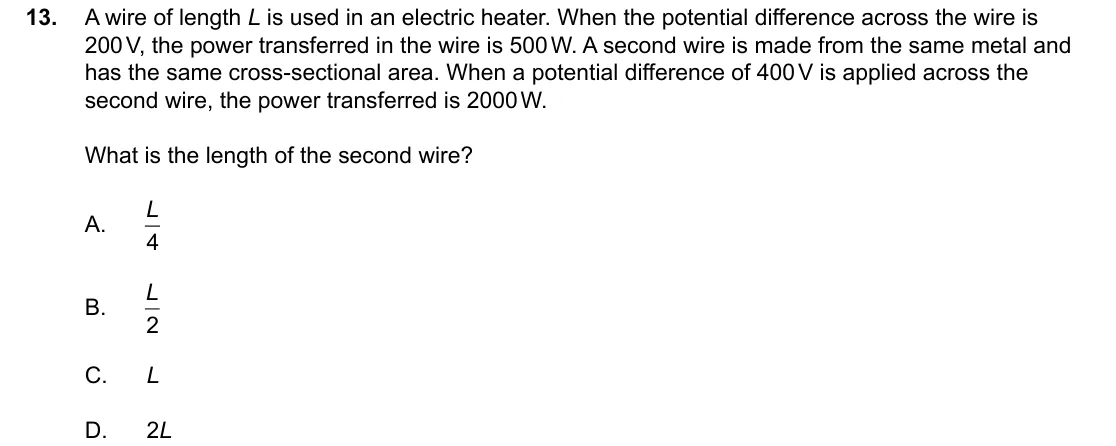 13. A wire of length L is used in an electric heater. When the potential difference across the wire is
200 V, the power transferred in the wire is 500 W. A second wire is made from the same metal and
has the same cross-sectional area. When a potential difference of 400 V is applied across the
second wire, the power transferred is 2000 W.
What is the length of the second wire?
A. L/4
B. L/2
C. L
D. 2L